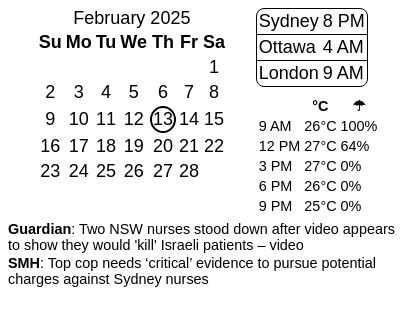 February 2025
Su Mo Tu We Th Fr Sa
1
2 3 4 5 6 7 8
9 10 11 12 13 14 15
16 17 18 19 20 21 22
23 24 25 26 27 28
Sydney 8 PM
Ottawa 4 AM
London 9 AM
°C ☂
9 AM 26°C 100%
12 PM 27°C 64%
3 PM 27°C 0%
6 PM 26°C 0%
9 PM 25°C 0%
Guardian: Two NSW nurses stood down after video appears
to show they would 'kill' Israeli patients – video
SMH: Top cop needs ‘critical’ evidence to pursue potential
charges against Sydney nurses